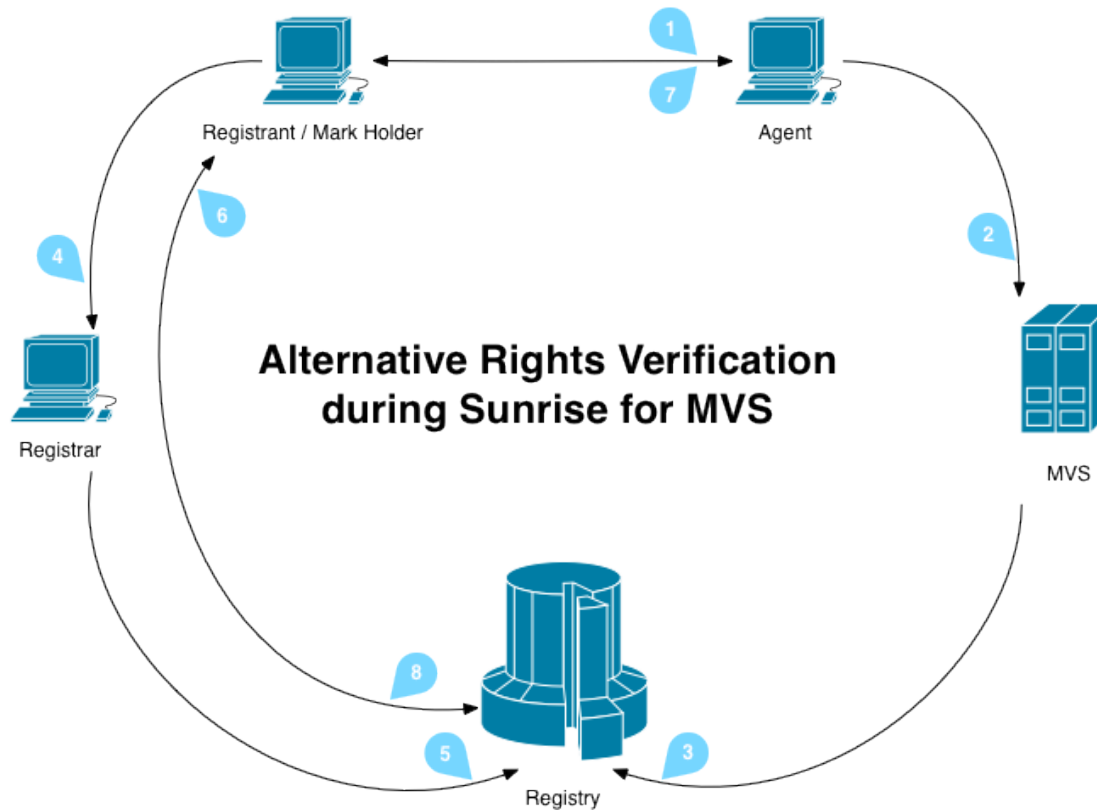 1
7
Registrant / Mark Holder
Agent
6
2
4
Alternative Rights Verification
during Sunrise for MVS
Registrar
MVS
8
5
3
Registry